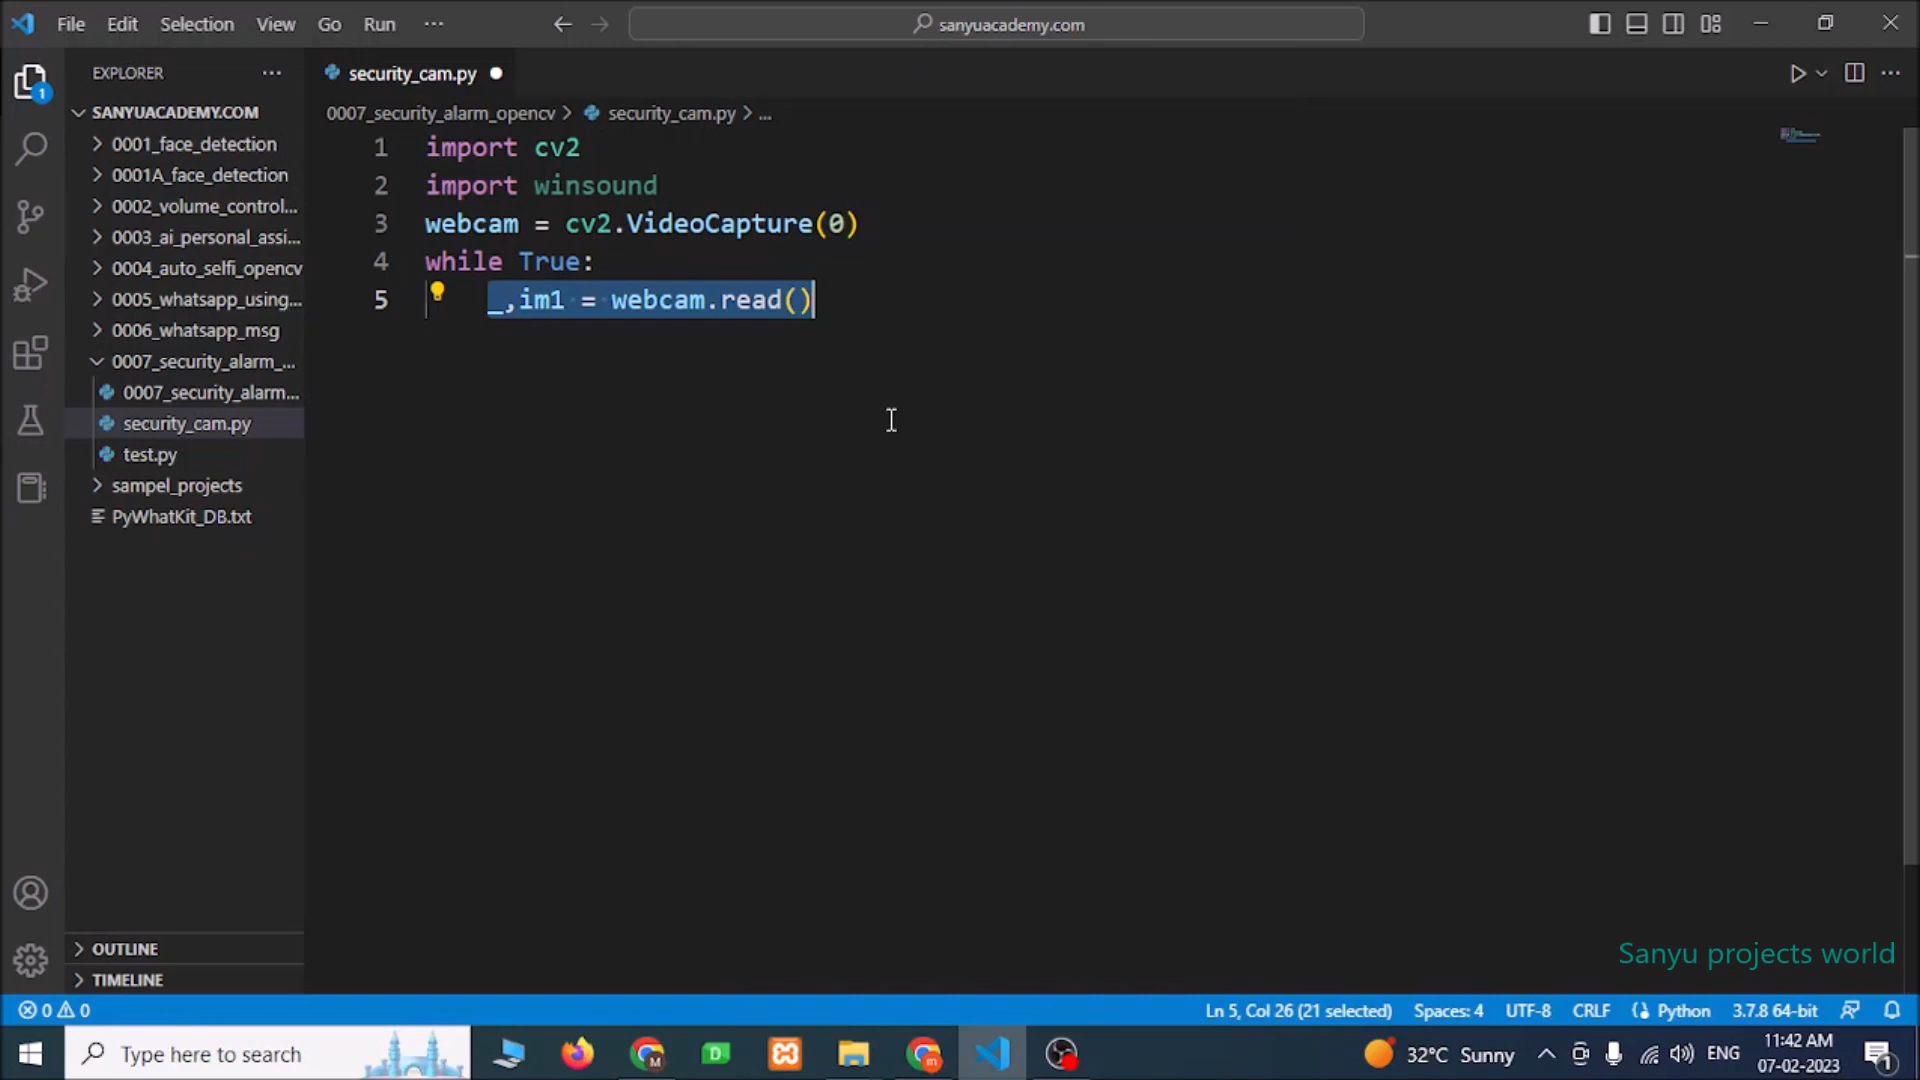 File Edit Selection View Go Run ···
sanyuacademy.com
EXPLORER ···
security_cam.py
1
SANYUACADEMY.COM
0007_security_alarm_opencv > security_cam.py > ...
0001_face_detection
0001A_face_detection
0002_volume_control...
0003_ai_personal_assi...
0004_auto_selfi_opencv
0005_whatsapp_using...
0006_whatsapp_msg
0007_security_alarm_...
0007_security_alarm...
security_cam.py
test.py
sampel_projects
PyWhatKit_DB.txt
1 import cv2
2 import winsound
3 webcam = cv2.VideoCapture(0)
4 while True:
5 _,im1 = webcam.read()
OUTLINE
TIMELINE
Sanyu projects world
0 0 Ln 5, Col 26 (21 selected) Spaces: 4 UTF-8 CRLF Python 3.7.8 64-bit
Type here to search
32°C Sunny
ENG
11:42 AM
07-02-2023
1